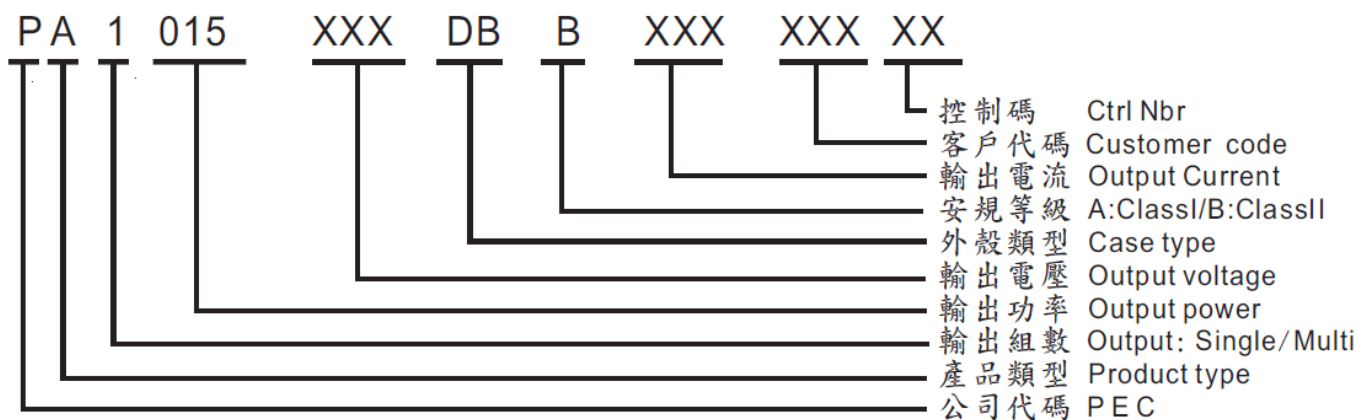 P A 1 015 XXX DB B XXX XXX XX
控制碼 Ctrl Nbr
客戶代碼 Customer code
輸出電流 Output Current
安規等級 A:ClassI/B:ClassII
外殼類型 Case type
輸出電壓 Output voltage
輸出功率 Output power
輸出組數 Output: Single/Multi
產品類型 Product type
公司代碼 PEC